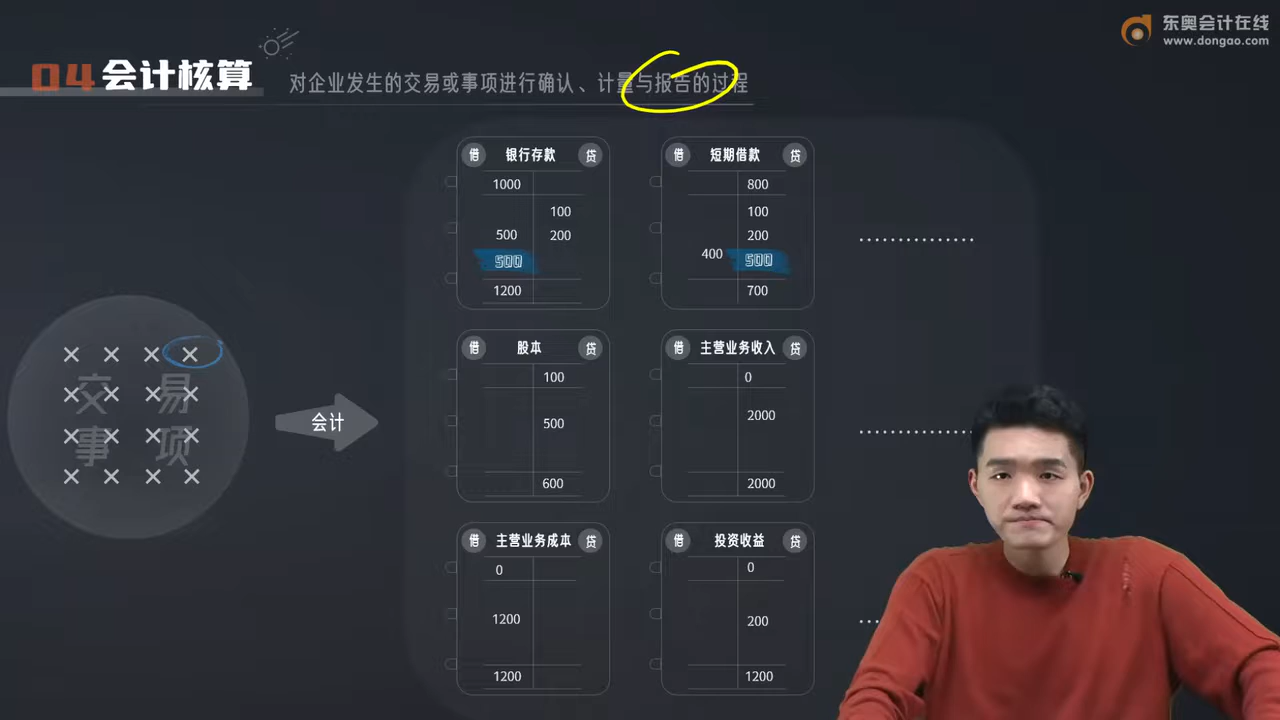 东奥会计在线
www.dongao.com
04会计核算
对企业发生的交易或事项进行确认、计量与报告的过程
借 银行存款 贷
1000
100
500 200
500
1200
借 短期借款 贷
800
100
200
400 500
700
交易
事项
会计
借 股本 贷
100
500
600
借 主营业务收入 贷
0
2000
2000
借 主营业务成本 贷
0
1200
1200
借 投资收益 贷
0
200
1200